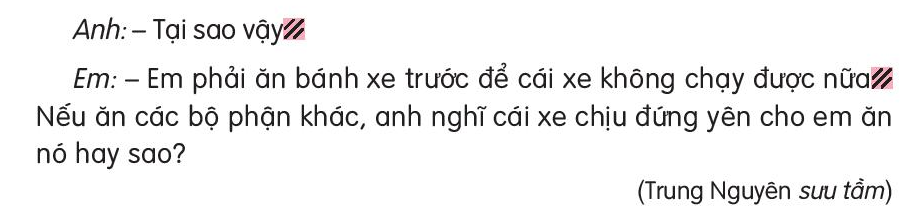 Anh: – Tại sao vậy
Em: – Em phải ăn bánh xe trước để cái xe không chạy được nữa
Nếu ăn các bộ phận khác, anh nghĩ cái xe chịu đứng yên cho em ăn
nó hay sao?
(Trung Nguyên sưu tầm)